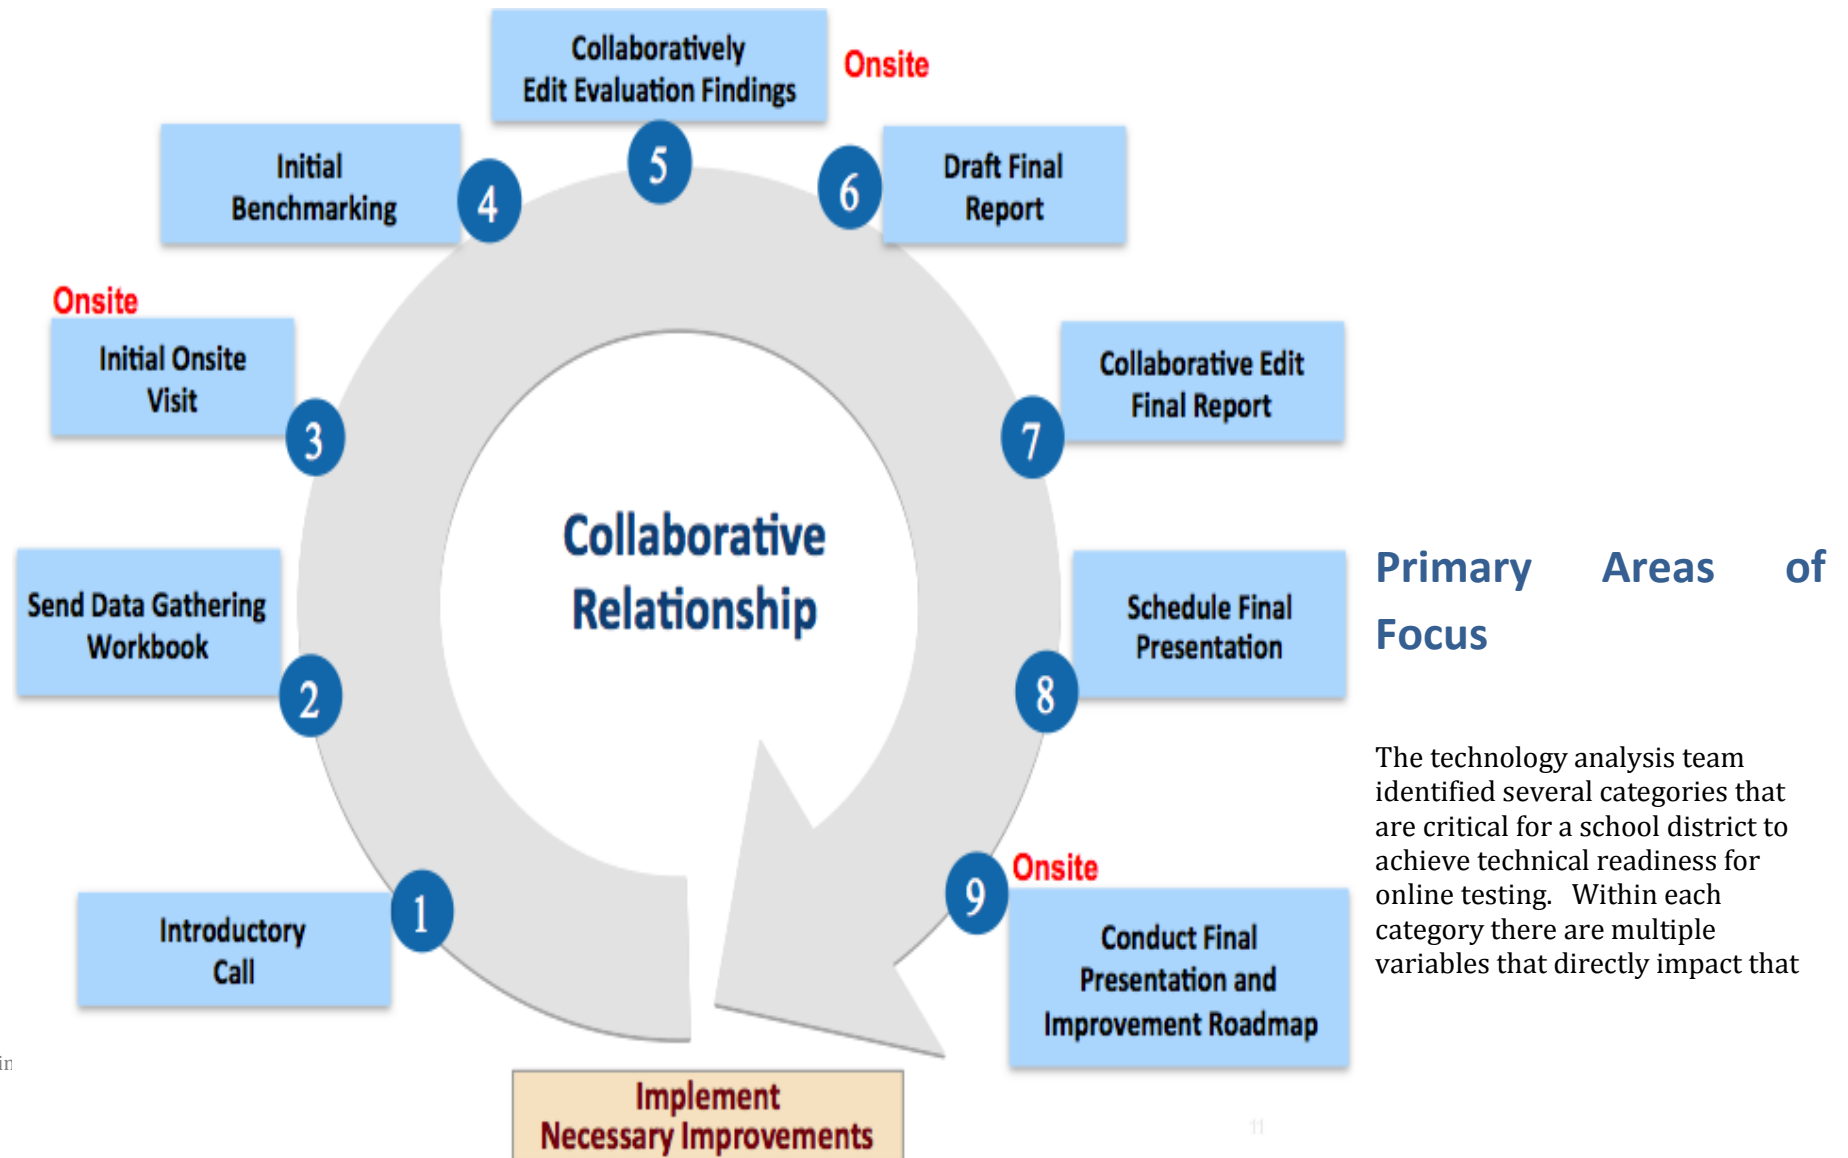 Collaboratively
Edit Evaluation Findings
Onsite
5
Initial
Benchmarking
4
6
Draft Final
Report
Onsite
Initial Onsite
Visit
3
Collaborative Edit
Final Report
7
Collaborative
Relationship
Send Data Gathering
Workbook
2
Schedule Final
Presentation
8
Introductory
Call
1
Onsite
9
Conduct Final
Presentation and
Improvement Roadmap
Implement
Necessary Improvements
11
Primary Areas of
Focus
The technology analysis team
identified several categories that
are critical for a school district to
achieve technical readiness for
online testing.   Within each
category there are multiple
variables that directly impact that